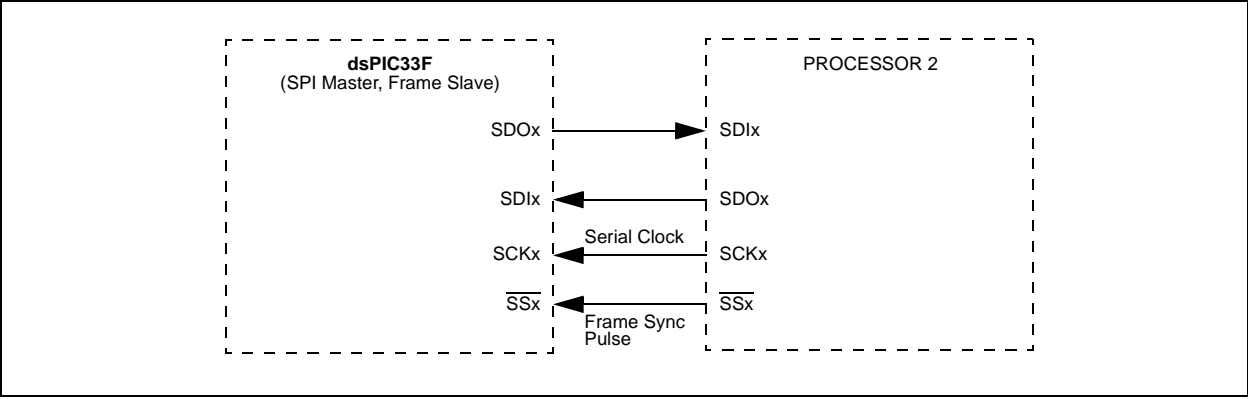 dsPIC33F
(SPI Master, Frame Slave)
PROCESSOR 2
SDOx
SDIx
SDIx
SDOx
Serial Clock
SCKx
SCKx
SSx
SSx
Frame Sync
Pulse